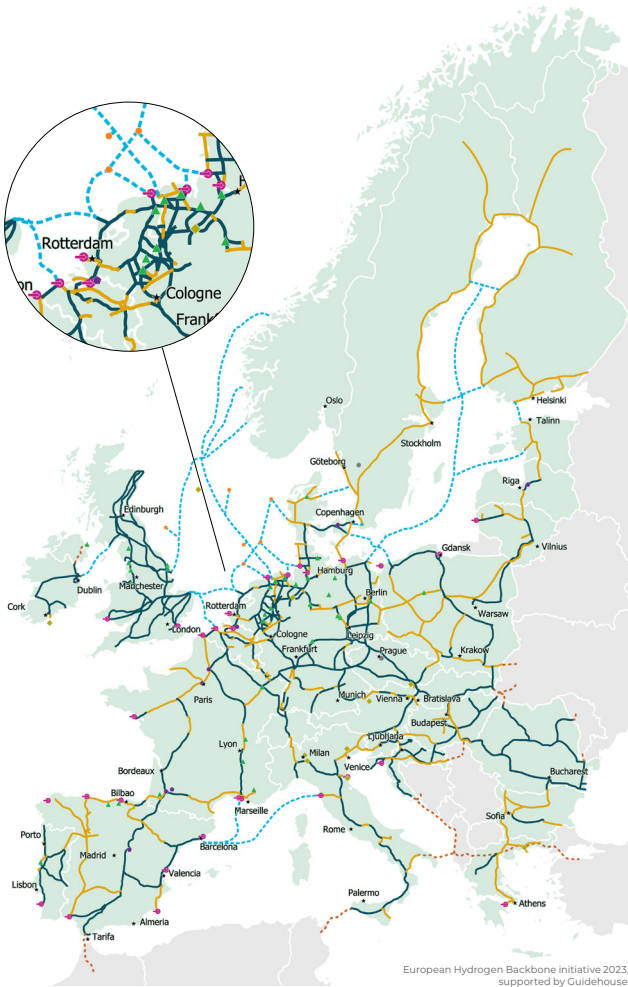 Rotterdam
on
Cologne
Frank
Oslo
Helsinki
Talinn
Stockholm
Göteborg
Riga
Copenhagen
Edinburgh
Gdansk
Vilnius
Hamburg
Dublin
Manchester
Berlin
Cork
Rotterdam
Warsaw
London
Cologne
Leipzig
Frankfurt
Prague
Krakow
Paris
Munich
Vienna
Bratislava
Budapest
Ljubljana
Lyon
Milan
Venice
Bordeaux
Bucharest
Bilbao
Marseille
Sofia
Porto
Rome
Barcelona
Madrid
Valencia
Lisbon
Palermo
Athens
Almeria
Tarifa
European Hydrogen Backbone initiative 2023,
supported by Guidehouse